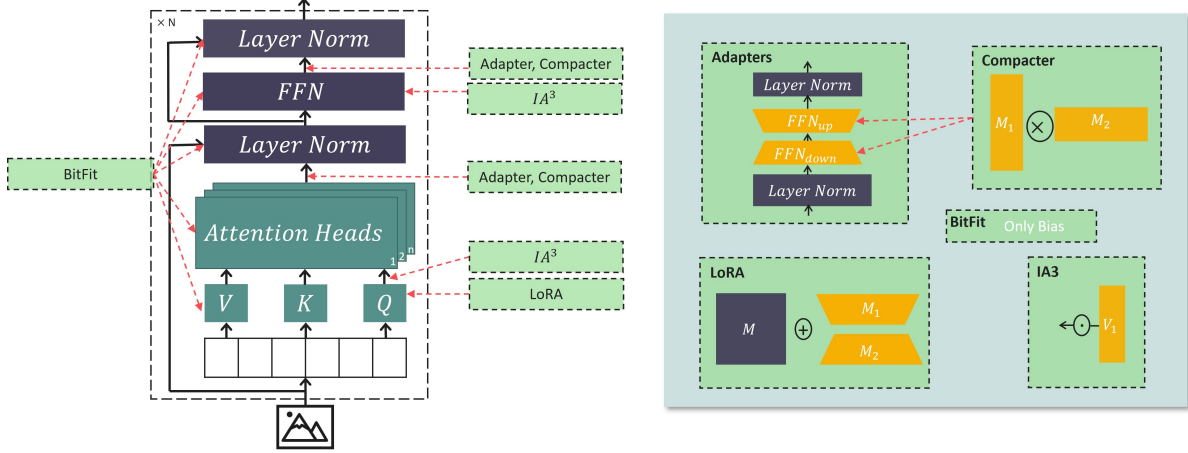 × N
Layer Norm
Adapter, Compacter
FFN
IA³
Layer Norm
BitFit
Adapter, Compacter
Attention Heads
1 2 n
IA³
V K Q
LoRA
Adapters
Layer Norm
FFN_up
FFN_down
Layer Norm
Compacter
M₁ × M₂
BitFit Only Bias
LoRA
M + M₁
M₂
IA3
V₁